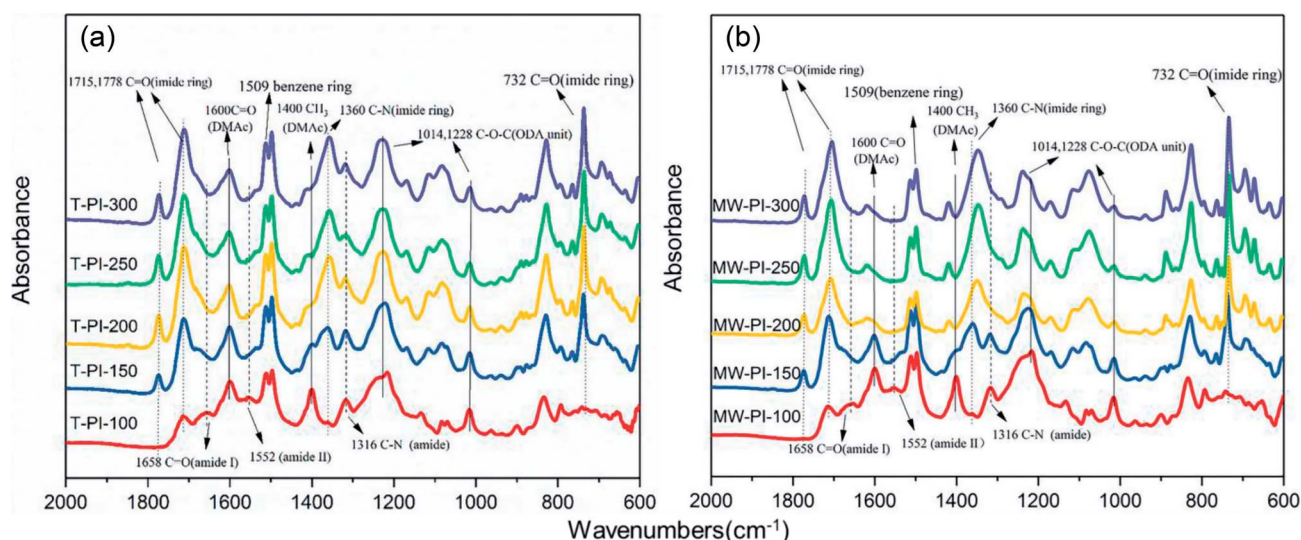 (a)
1715,1778 C=O(imidc ring)
1509 benzene ring
732 C=O(imidc ring)
1600C=O
(DMAc)
1400 CII3
(DMAc)
1360 C-N(imide ring)
1014,1228 C-O-C(ODA unit)
T-PI-300
T-PI-250
T-PI-200
T-PI-150
T-PI-100
1658 C=O(amide I)
1552 (amide II)
1316 C-N (amide)
Absorbance
2000 1800 1600 1400 1200 1000 800 600
(b)
1715,1778 C=O(imide ring)
1509(benzene ring)
732 C=O(imide ring)
1600 C=O
(DMAc)
1400 CH3
(DMAc)
1360 C-N(imide ring)
1014,1228 C-O-C(ODA unit)
MW-PI-300
MW-PI-250
MW-PI-200
MW-PI-150
MW-PI-100
1658 C=O(amide I)
1552 (amide II)
1316 C-N (amide)
Absorbance
2000 1800 1600 1400 1200 1000 800 600
Wavenumbers(cm-1)